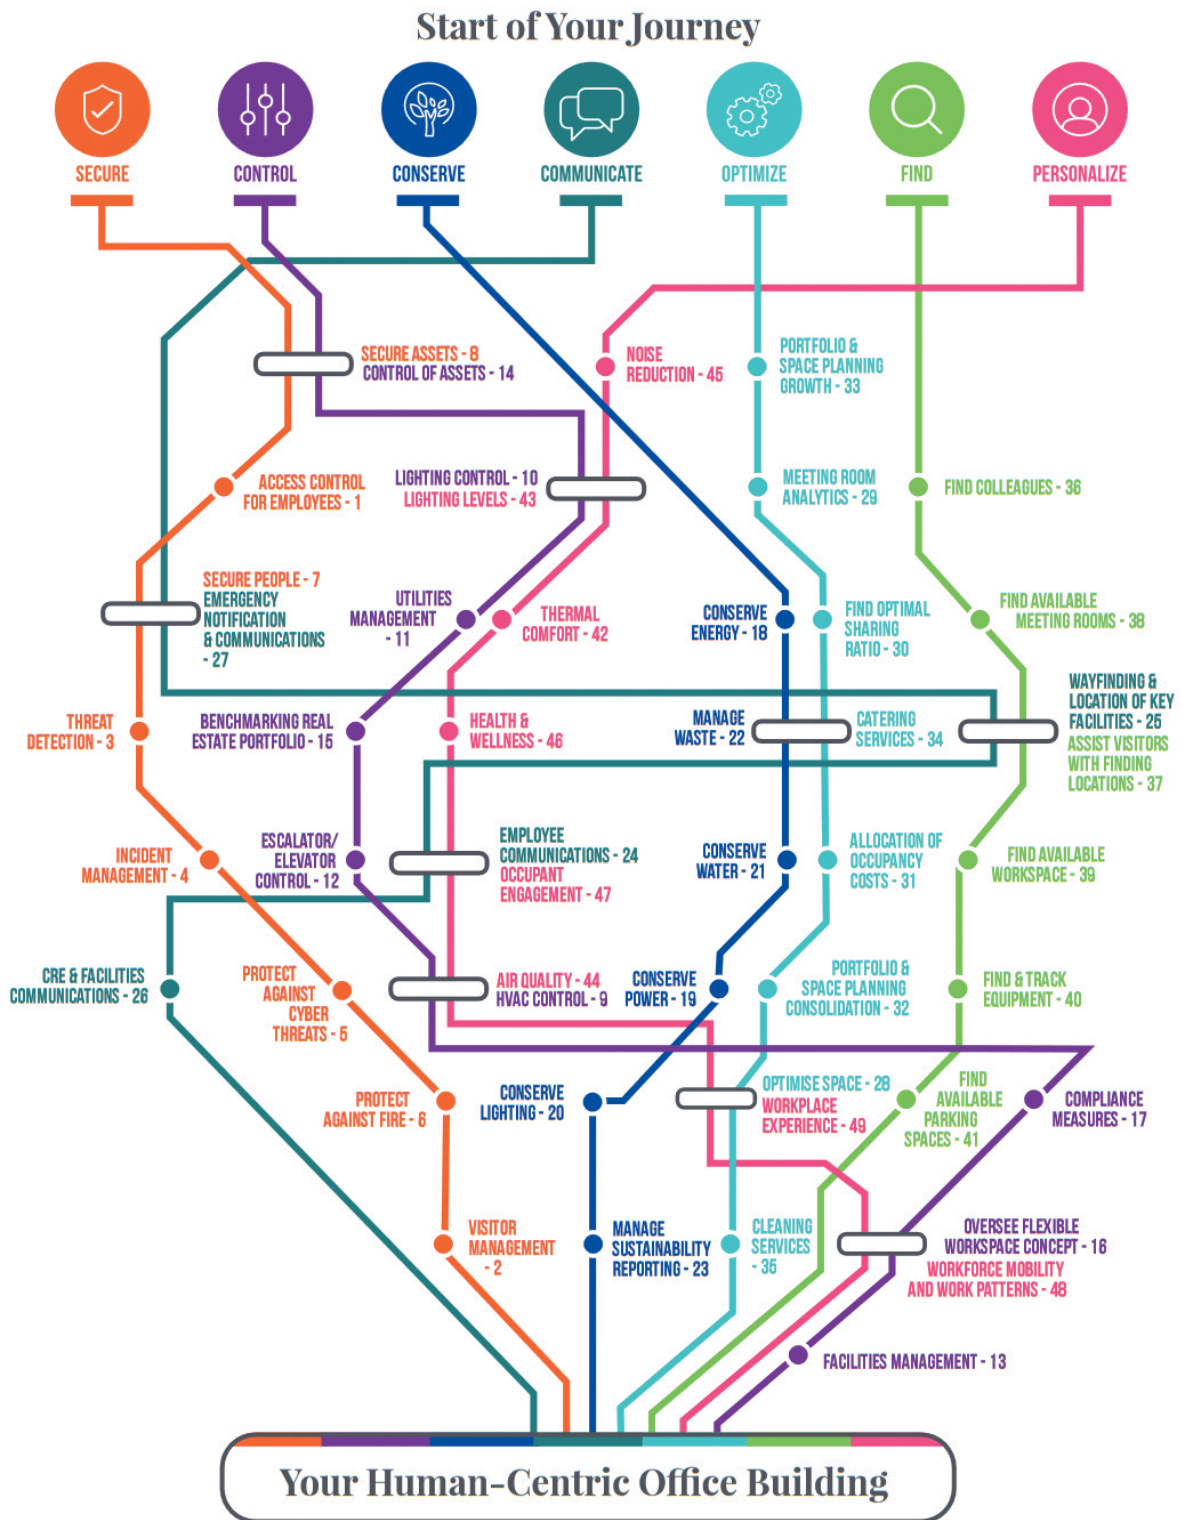 Start of Your Journey
SECURE
CONTROL
CONSERVE
COMMUNICATE
OPTIMIZE
FIND
PERSONALIZE
SECURE ASSETS - 8
CONTROL OF ASSETS - 14
NOISE
REDUCTION - 45
PORTFOLIO &
SPACE PLANNING
GROWTH - 33
ACCESS CONTROL
FOR EMPLOYEES - 1
LIGHTING CONTROL - 10
LIGHTING LEVELS - 43
MEETING ROOM
ANALYTICS - 29
FIND COLLEAGUES - 36
SECURE PEOPLE - 7
EMERGENCY
NOTIFICATION
& COMMUNICATIONS
- 27
UTILITIES
MANAGEMENT
- 11
THERMAL
COMFORT - 42
CONSERVE
ENERGY - 18
FIND OPTIMAL
SHARING
RATIO - 30
FIND AVAILABLE
MEETING ROOMS - 38
THREAT
DETECTION - 3
BENCHMARKING REAL
ESTATE PORTFOLIO - 15
HEALTH &
WELLNESS - 46
MANAGE
WASTE - 22
CATERING
SERVICES - 34
WAYFINDING &
LOCATION OF KEY
FACILITIES - 25
ASSIST VISITORS
WITH FINDING
LOCATIONS - 37
INCIDENT
MANAGEMENT - 4
ESCALATOR/
ELEVATOR
CONTROL - 12
EMPLOYEE
COMMUNICATIONS - 24
OCCUPANT
ENGAGEMENT - 47
CONSERVE
WATER - 21
ALLOCATION OF
OCCUPANCY
COSTS - 31
FIND AVAILABLE
WORKSPACE - 39
CRE & FACILITIES
COMMUNICATIONS - 26
PROTECT
AGAINST
CYBER
THREATS - 5
AIR QUALITY - 44
HVAC CONTROL - 9
CONSERVE
POWER - 19
PORTFOLIO &
SPACE PLANNING
CONSOLIDATION - 32
FIND & TRACK
EQUIPMENT - 40
PROTECT
AGAINST FIRE - 6
CONSERVE
LIGHTING - 20
OPTIMISE SPACE - 28
WORKPLACE
EXPERIENCE - 49
FIND
AVAILABLE
PARKING
SPACES - 41
COMPLIANCE
MEASURES - 17
VISITOR
MANAGEMENT
- 2
MANAGE
SUSTAINABILITY
REPORTING - 23
CLEANING
SERVICES
- 35
OVERSEE FLEXIBLE
WORKSPACE CONCEPT - 16
WORKFORCE MOBILITY
AND WORK PATTERNS - 48
FACILITIES MANAGEMENT - 13
Your Human-Centric Office Building